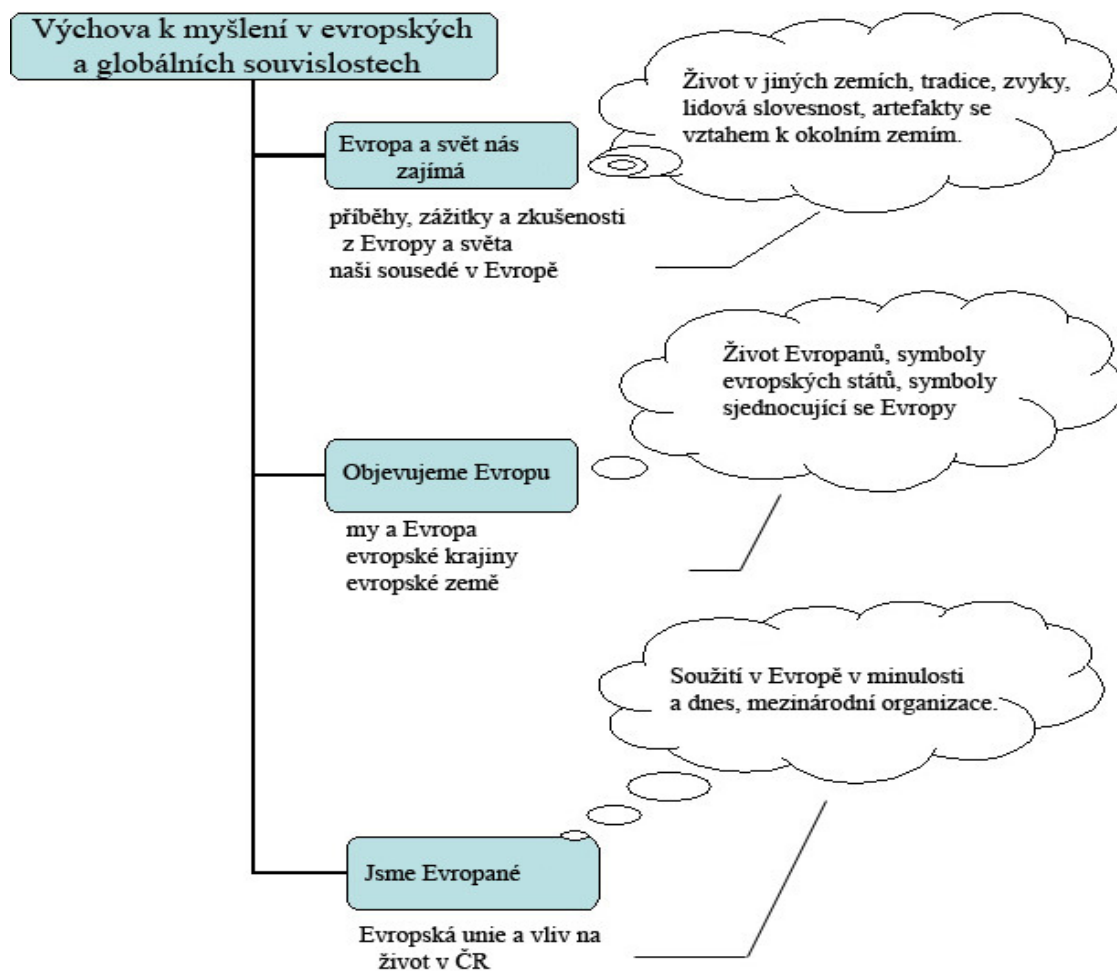 Výchova k myšlení v evropských
a globálních souvislostech
Evropa a svět nás
zajímá
příběhy, zážitky a zkušenosti
z Evropy a světa
naši sousedé v Evropě
Život v jiných zemích, tradice, zvyky,
lidová slovesnost, artefakty se
vztahem k okolním zemím.
Objevujeme Evropu
my a Evropa
evropské krajiny
evropské země
Život Evropanů, symboly
evropských států, symboly
sjednocující se Evropy
Jsme Evropané
Evropská unie a vliv na
život v ČR
Soužití v Evropě v minulosti
a dnes, mezinárodní organizace.